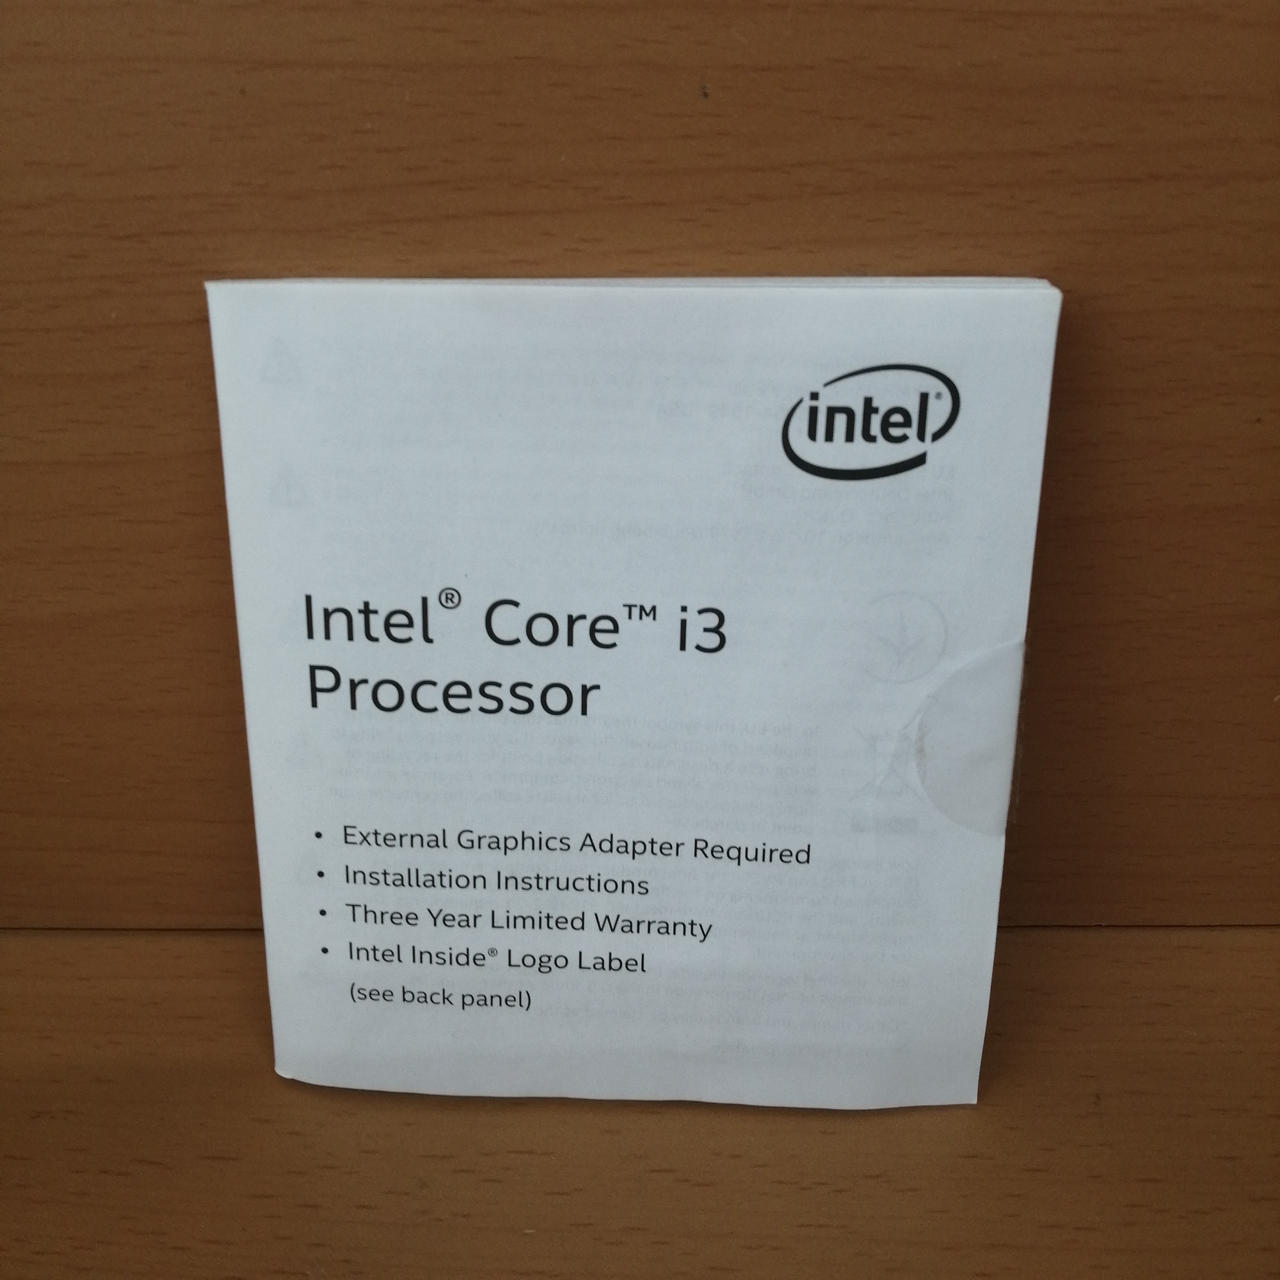 intel®
Intel® Core™ i3
Processor
• External Graphics Adapter Required
• Installation Instructions
• Three Year Limited Warranty
• Intel Inside® Logo Label
(see back panel)